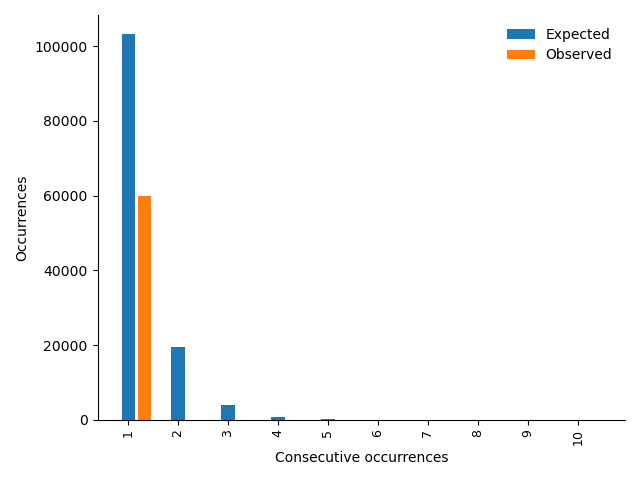 Expected
Observed
100000
80000
60000
40000
20000
0
Occurrences
1 2 3 4 5 6 7 8 9 10
Consecutive occurrences